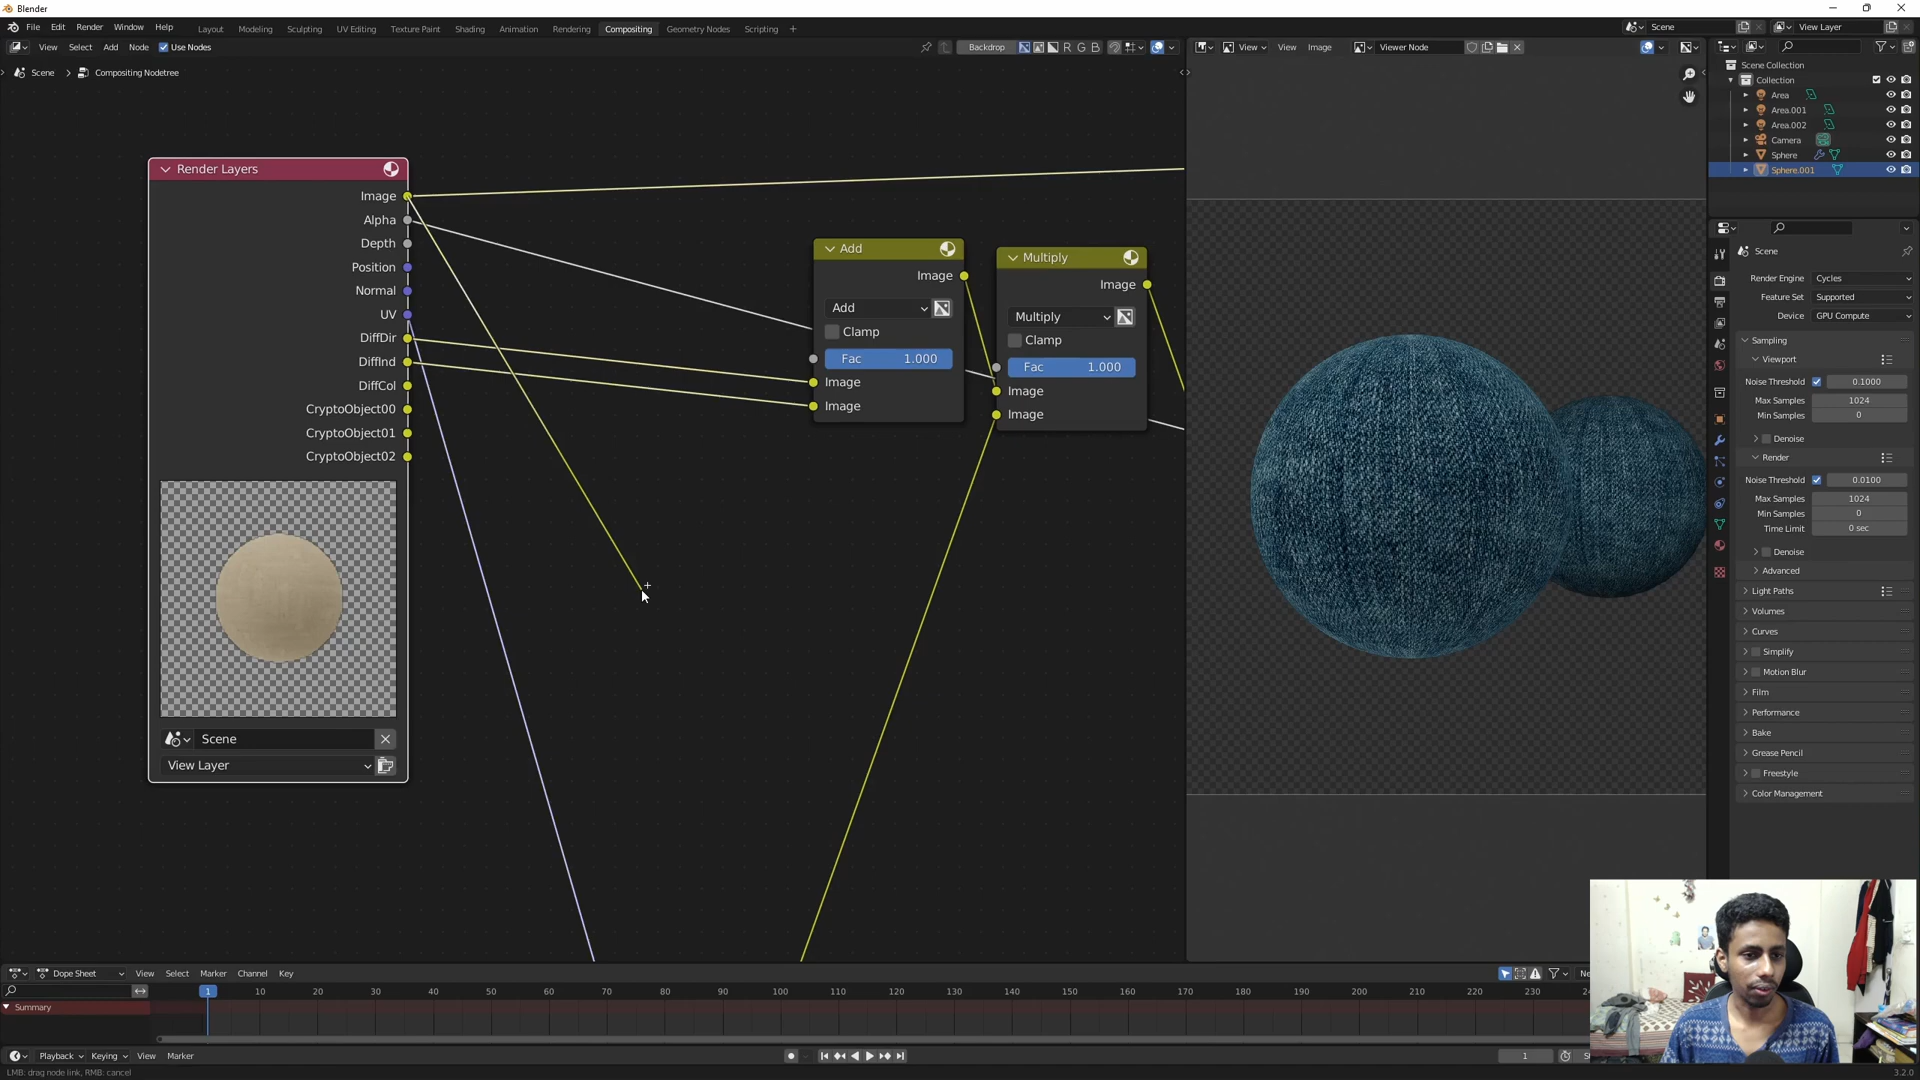 Blender
File Edit Render Window Help
Layout Modeling Sculpting UV Editing Texture Paint Shading Animation Rendering Compositing Geometry Nodes Scripting +
Scene
View Layer
View Select Add Node Use Nodes
Backdrop
R G B
View View Image
Viewer Node
Scene > Compositing Nodetree
Render Layers
Image
Alpha
Depth
Position
Normal
UV
DiffDir
DiffInd
DiffCol
CryptoObject00
CryptoObject01
CryptoObject02
Scene
View Layer
Add
Image
Add
Clamp
Fac 1.000
Image
Image
Multiply
Image
Multiply
Clamp
Fac 1.000
Image
Image
Scene Collection
Collection
Area
Area.001
Area.002
Camera
Sphere
Sphere.001
Scene
Render Engine Cycles
Feature Set Supported
Device GPU Compute
Sampling
Viewport
Noise Threshold 0.1000
Max Samples 1024
Min Samples 0
Denoise
Render
Noise Threshold 0.0100
Max Samples 1024
Min Samples 0
Time Limit 0 sec
Denoise
Advanced
Light Paths
Volumes
Curves
Simplify
Motion Blur
Film
Performance
Bake
Grease Pencil
Freestyle
Color Management
Dope Sheet View Select Marker Channel Key
Ne
1 10 20 30 40 50 60 70 80 90 100 110 120 130 140 150 160 170 180 190 200 210 220 230
Summary
Playback Keying View Marker
1
LMB: drag node link, RMB: cancel
3.2.0